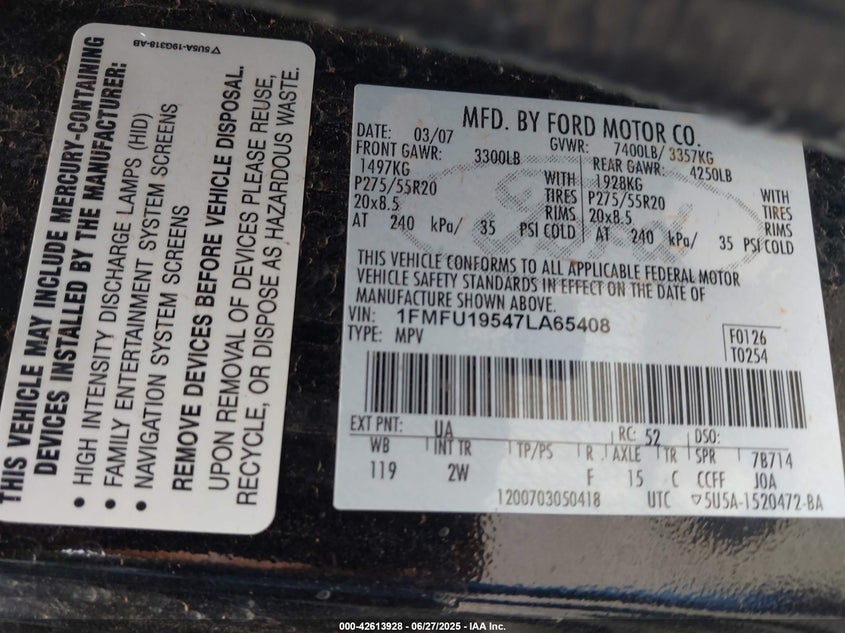 ▽5U5A-19G318-AB
THIS VEHICLE MAY INCLUDE MERCURY-CONTAINING
DEVICES INSTALLED BY THE MANUFACTURER:
• HIGH INTENSITY DISCHARGE LAMPS (HID)
• FAMILY ENTERTAINMENT SYSTEM SCREENS
• NAVIGATION SYSTEM SCREENS
REMOVE DEVICES BEFORE VEHICLE DISPOSAL.
UPON REMOVAL OF DEVICES PLEASE REUSE,
RECYCLE, OR DISPOSE AS HAZARDOUS WASTE.
MFD. BY FORD MOTOR CO.
DATE: 03/07 GVWR: 7400LB/ 3357KG
FRONT GAWR: 3300LB REAR GAWR: 4250LB
1497KG WITH 1928KG WITH
P275/55R20 TIRES P275/55R20 TIRES
20x8.5 RIMS 20x8.5 RIMS
AT 240 kPa/ 35 PSI COLD AT 240 kPa/ 35 PSI COLD
THIS VEHICLE CONFORMS TO ALL APPLICABLE FEDERAL MOTOR
VEHICLE SAFETY STANDARDS IN EFFECT ON THE DATE OF
MANUFACTURE SHOWN ABOVE.
VIN: 1FMFU19547LA65408
TYPE: MPV
F0126
T0254
EXT PNT: UA RC: 52 DSO:
WB INT TR TP/PS R AXLE TR SPR 7B714
119 2W F 15 C CCFF JOA
1200703050418 UTC ▽5U5A-1520472-BA
000-42613928 - 06/27/2025 - IAA Inc.